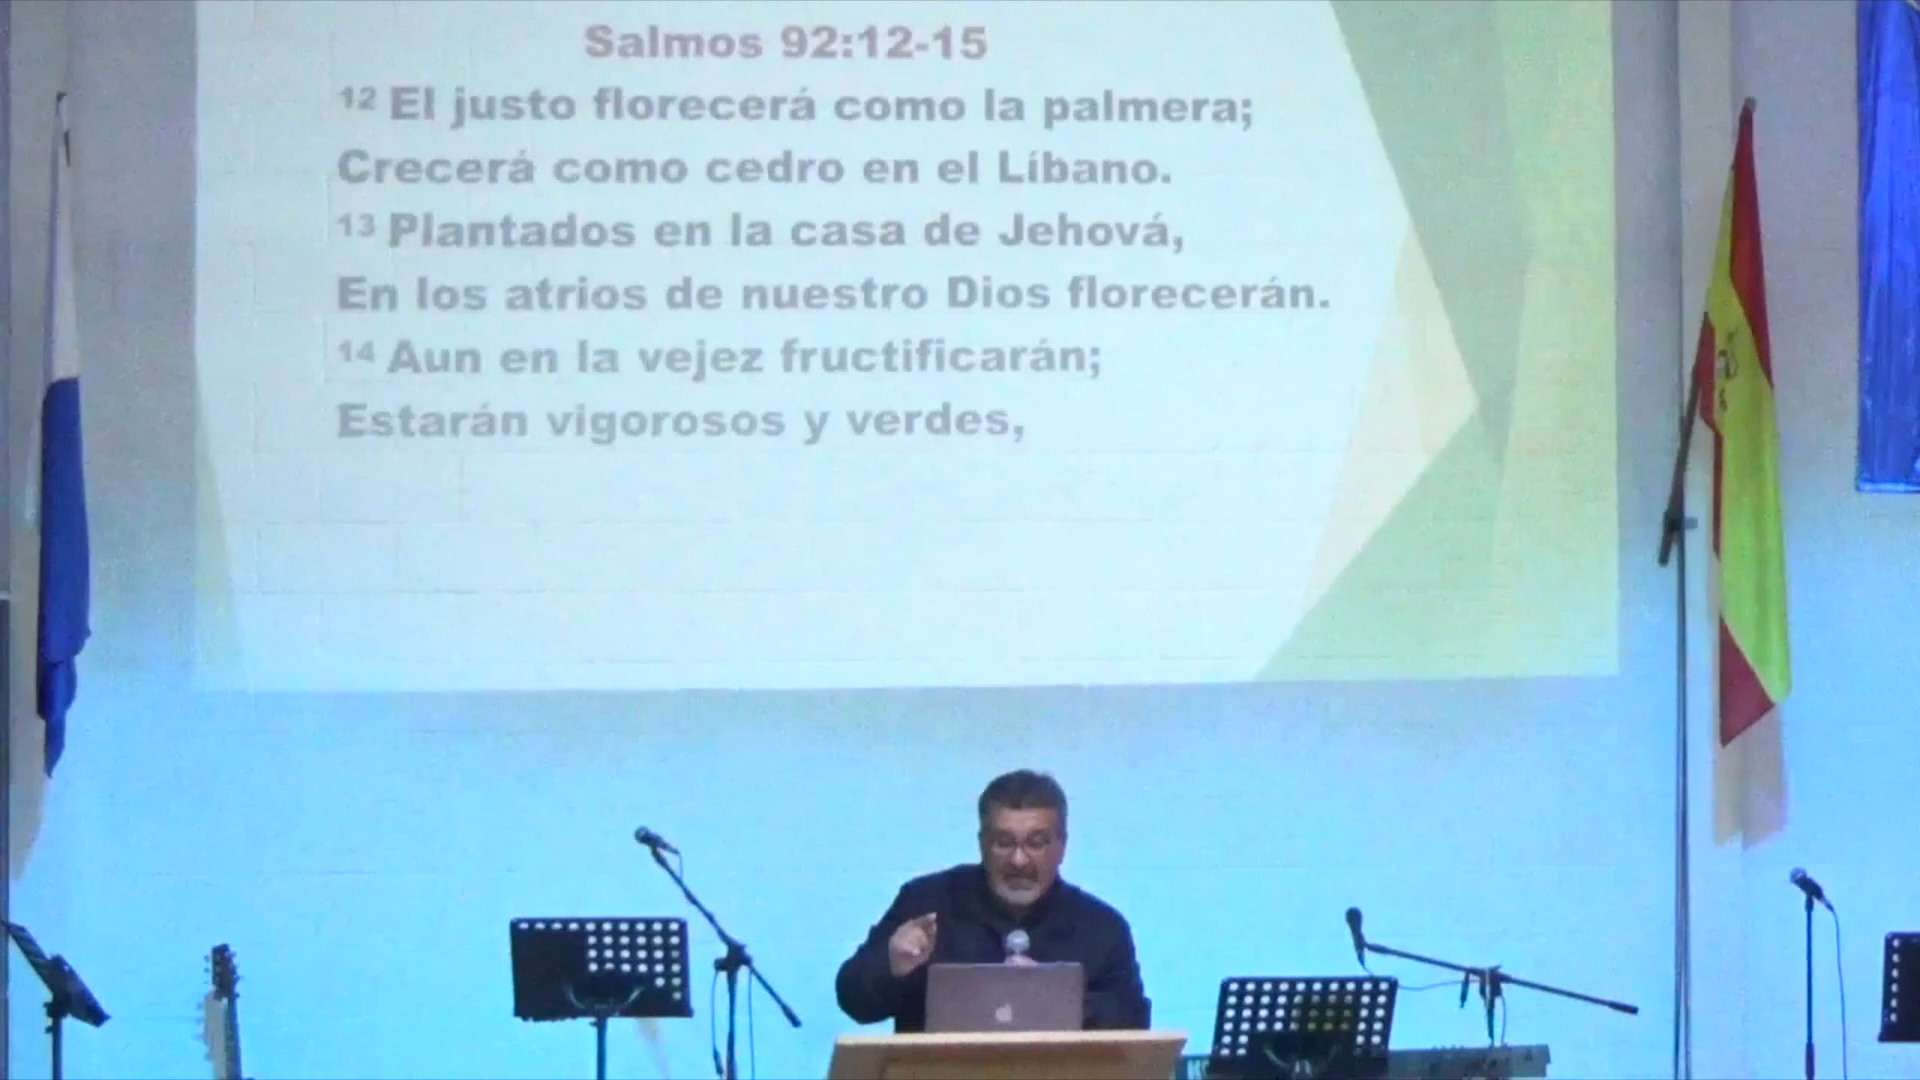 Salmos 92:12-15
12 El justo florecerá como la palmera;
Crecerá como cedro en el Líbano.
13 Plantados en la casa de Jehová,
En los atrios de nuestro Dios florecerán.
14 Aun en la vejez fructificarán;
Estarán vigorosos y verdes,